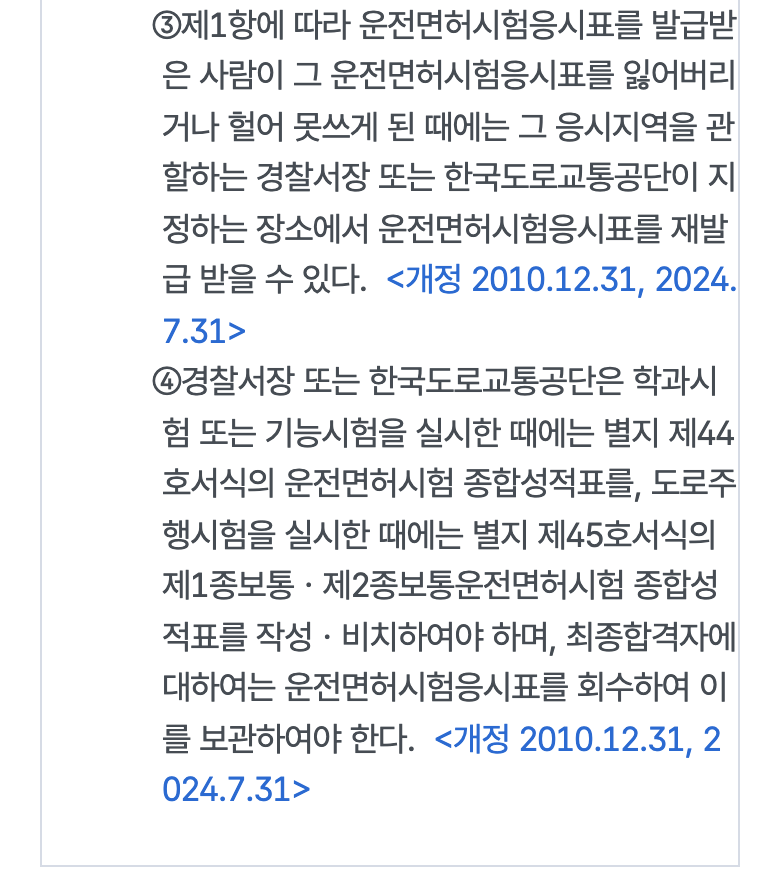 ③제1항에 따라 운전면허시험응시표를 발급받
은 사람이 그 운전면허시험응시표를 잃어버리
거나 헐어 못쓰게 된 때에는 그 응시지역을 관
할하는 경찰서장 또는 한국도로교통공단이 지
정하는 장소에서 운전면허시험응시표를 재발
급 받을 수 있다. <개정 2010.12.31, 2024.
7.31>
④경찰서장 또는 한국도로교통공단은 학과시
험 또는 기능시험을 실시한 때에는 별지 제44
호서식의 운전면허시험 종합성적표를, 도로주
행시험을 실시한 때에는 별지 제45호서식의
제1종보통ㆍ제2종보통운전면허시험 종합성
적표를 작성ㆍ비치하여야 하며, 최종합격자에
대하여는 운전면허시험응시표를 회수하여 이
를 보관하여야 한다. <개정 2010.12.31, 2
024.7.31>